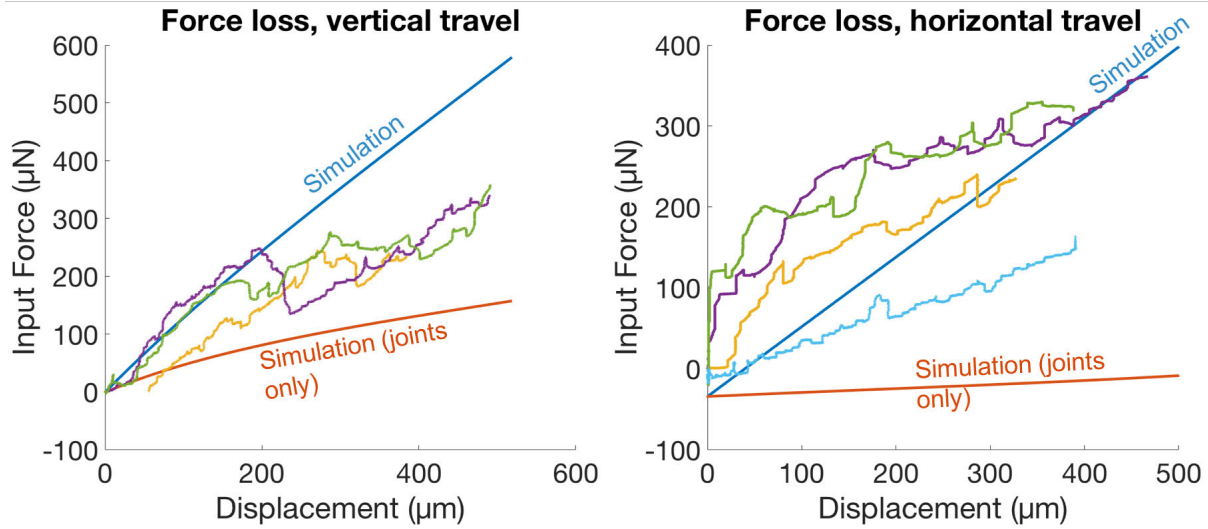 Force loss, vertical travel
600
500
400
300
200
100
0
-100
Input Force (µN)
Simulation
Simulation (joints
only)
0
200
400
600
Displacement (µm)
Force loss, horizontal travel
400
300
200
100
0
-100
Input Force (µN)
Simulation
Simulation (joints
only)
0
100
200
300
400
500
Displacement (µm)